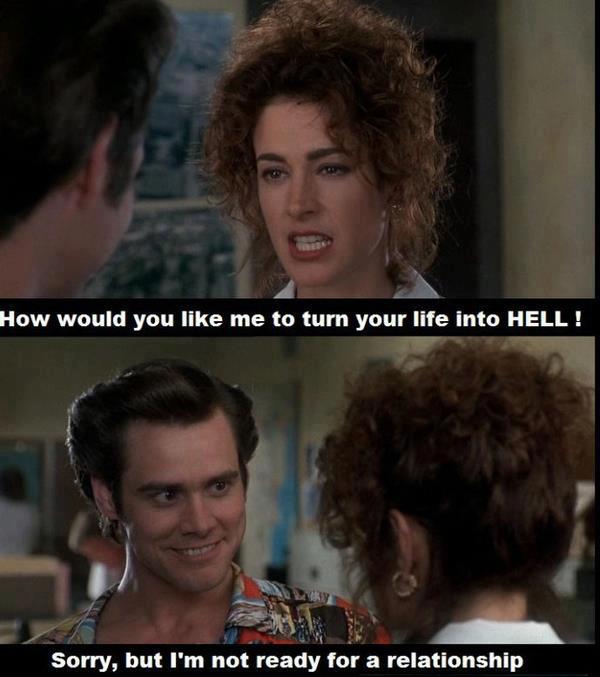 How would you like me to turn your life into HELL !
Sorry, but I'm not ready for a relationship